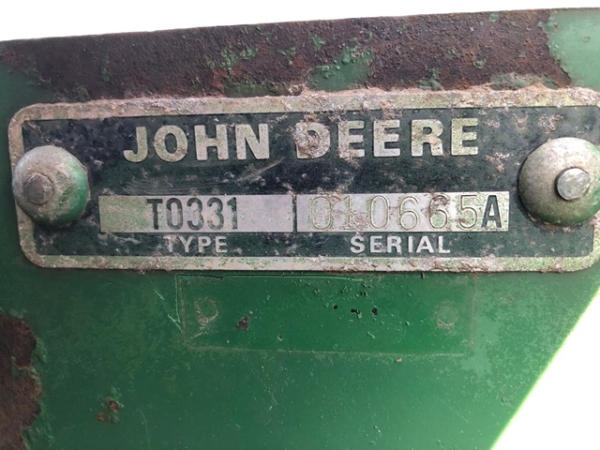 JOHN DEERE
T0331 010665A
TYPE SERIAL